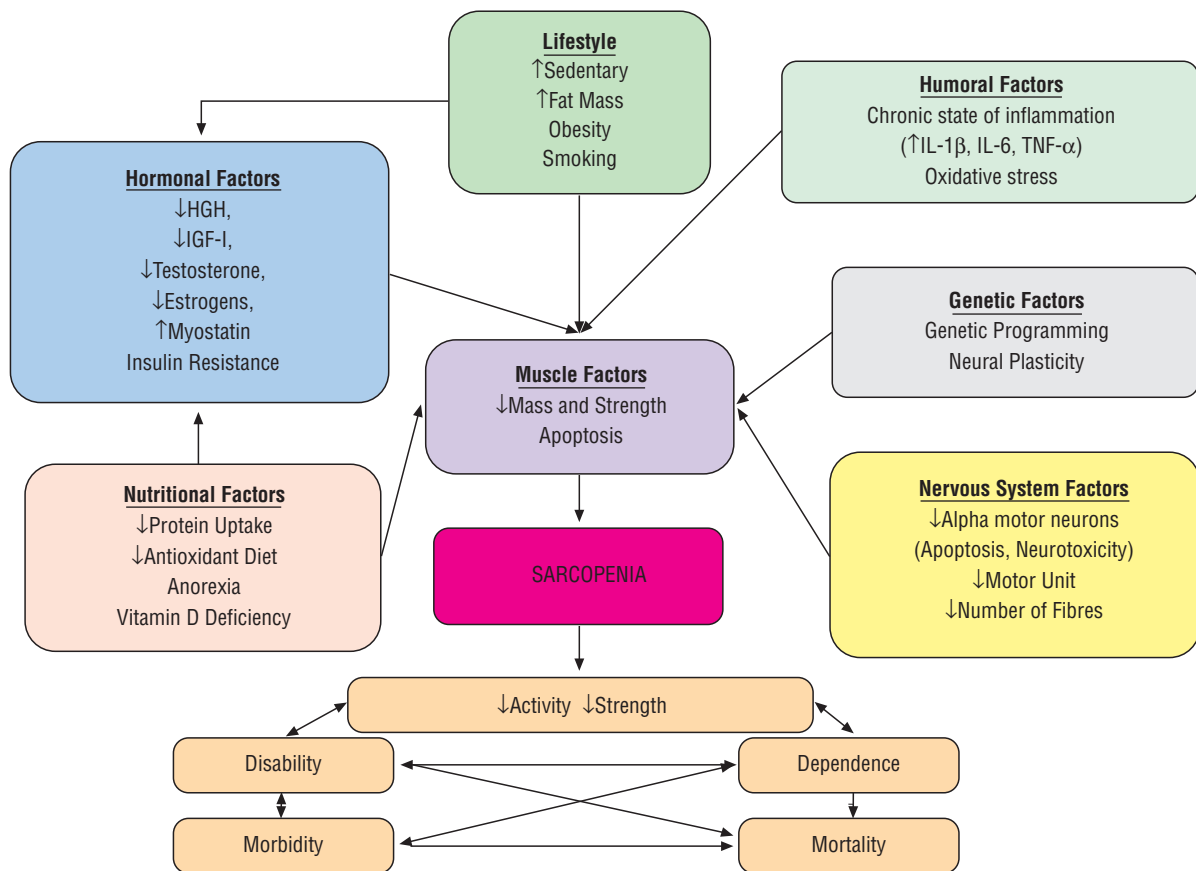 Lifestyle
↑Sedentary
↑Fat Mass
Obesity
Smoking
Humoral Factors
Chronic state of inflammation
(↑IL-1β, IL-6, TNF-α)
Oxidative stress
Hormonal Factors
↓HGH,
↓IGF-I,
↓Testosterone,
↓Estrogens,
↑Myostatin
Insulin Resistance
Genetic Factors
Genetic Programming
Neural Plasticity
Muscle Factors
↓Mass and Strength
Apoptosis
Nutritional Factors
↓Protein Uptake
↓Antioxidant Diet
Anorexia
Vitamin D Deficiency
Nervous System Factors
↓Alpha motor neurons
(Apoptosis, Neurotoxicity)
↓Motor Unit
↓Number of Fibres
SARCOPENIA
↓Activity ↓Strength
Disability
Dependence
Morbidity
Mortality